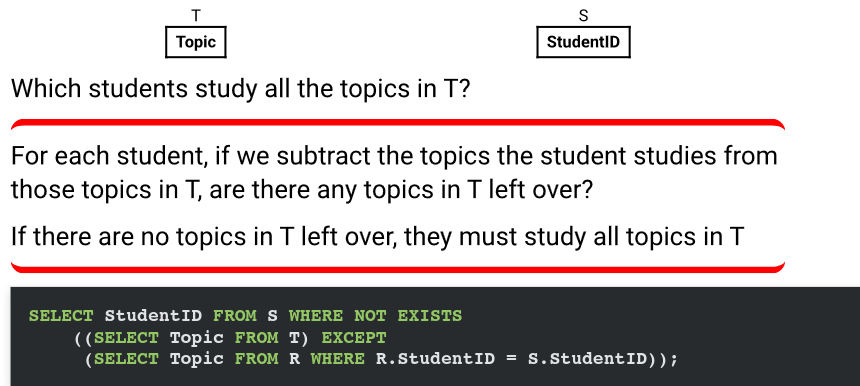 T S
Topic StudentID
Which students study all the topics in T?
For each student, if we subtract the topics the student studies from
those topics in T, are there any topics in T left over?
If there are no topics in T left over, they must study all topics in T
SELECT StudentID FROM S WHERE NOT EXISTS
((SELECT Topic FROM T) EXCEPT
(SELECT Topic FROM R WHERE R.StudentID = S.StudentID));